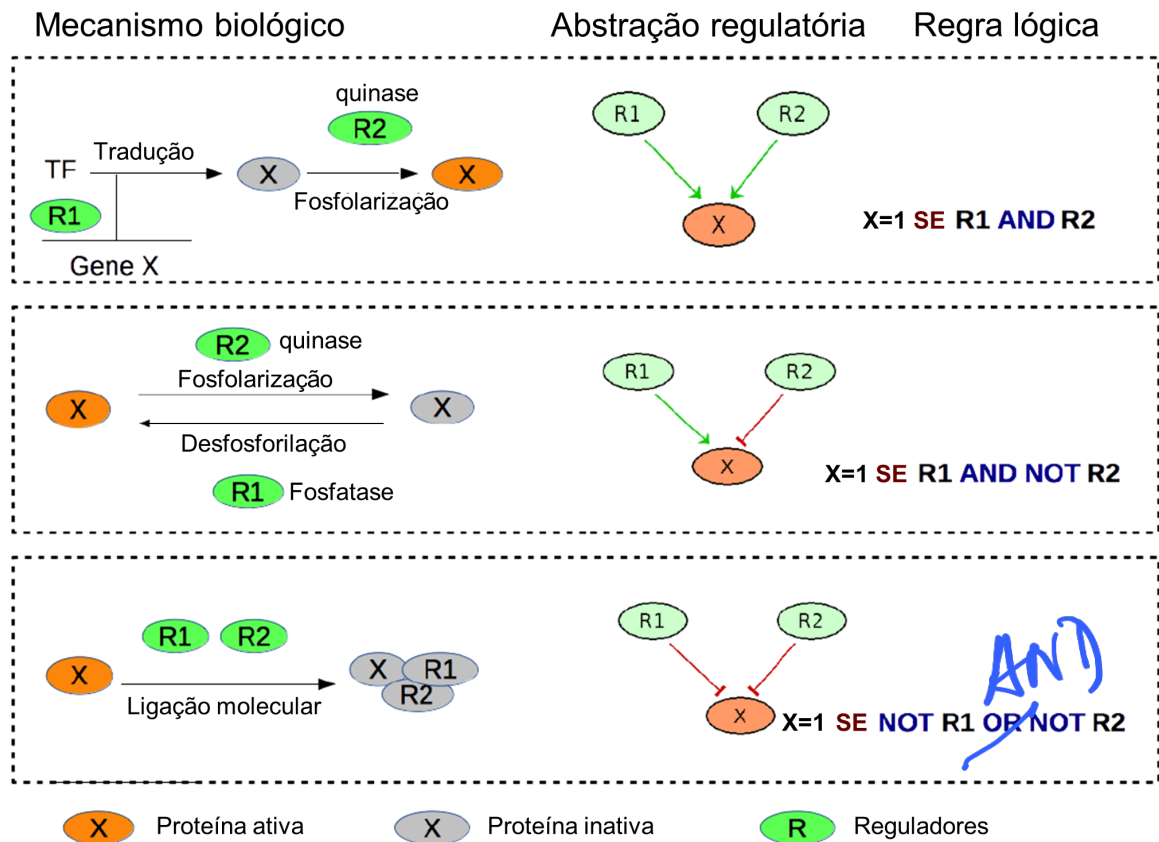 Mecanismo biológico Abstração regulatória Regra lógica
quinase
R2
Tradução
TF
X
X
Fosfolarização
R1
Gene X
R1
R2
X
X=1 SE R1 AND R2
R2 quinase
Fosfolarização
X
X
Desfosforilação
R1 Fosfatase
R1
R2
X
X=1 SE R1 AND NOT R2
R1 R2
X
X R1
R2
Ligação molecular
R1
R2
AND
X
X=1 SE NOT R1 OR NOT R2
X Proteína ativa
X Proteína inativa
R Reguladores